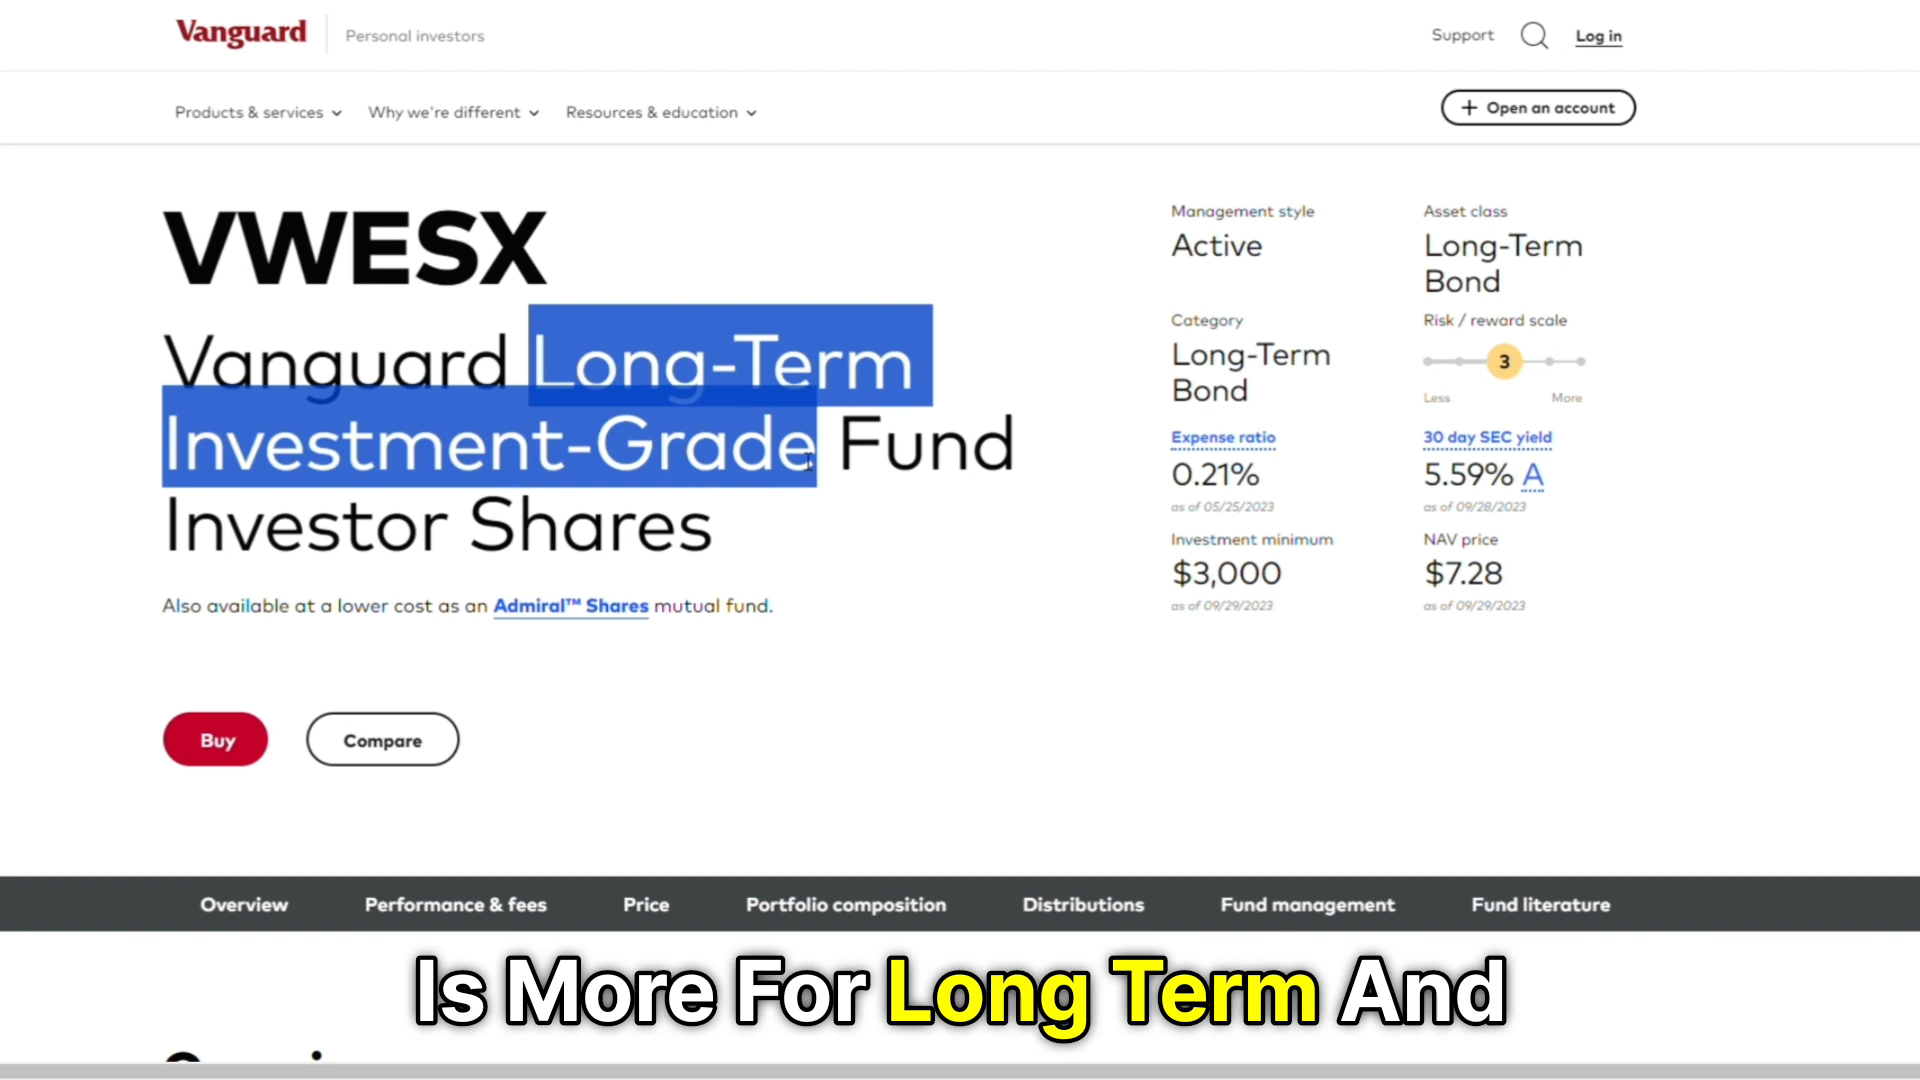 Vanguard
Personal investors
Support
Log in
Products & services
Why we're different
Resources & education
+ Open an account
VWESX
Vanguard Long-Term
Investment-Grade Fund
Investor Shares
Also available at a lower cost as an Admiral™ Shares mutual fund.
Buy
Compare
Management style
Active
Asset class
Long-Term
Bond
Category
Long-Term
Bond
Risk / reward scale
3
Less
More
Expense ratio
0.21%
as of 05/25/2023
30 day SEC yield
5.59% A
as of 09/28/2023
Investment minimum
$3,000
as of 09/29/2023
NAV price
$7.28
as of 09/29/2023
Overview
Performance & fees
Price
Portfolio composition
Distributions
Fund management
Fund literature
Is More For Long Term And